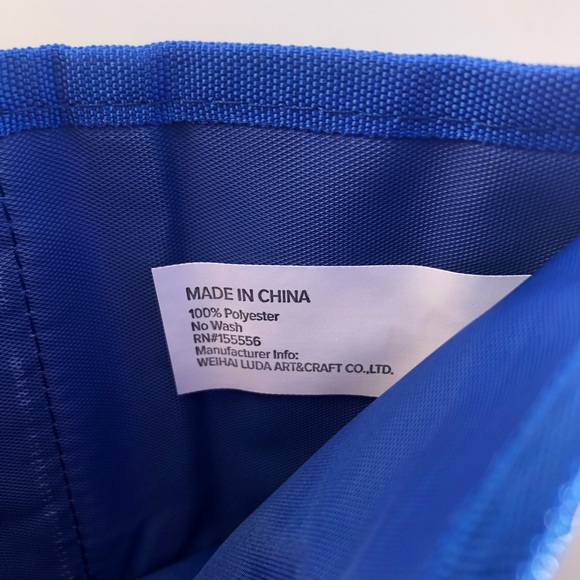 MADE IN CHINA
100% Polyester
No Wash
RN#155556
Manufacturer Info:
WEIHAI LUDA ART&CRAFT CO.,LTD.